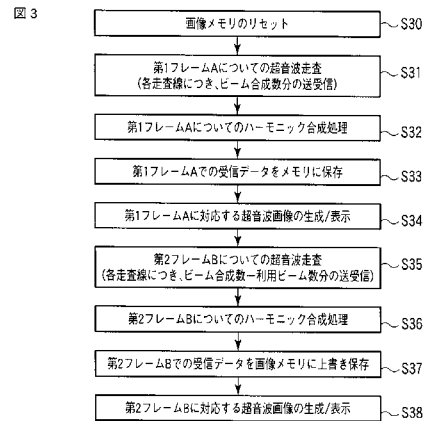 図3
画像メモリのリセット
S30
第1フレームAについての超音波走査
(各走査線につき、ビーム合成数分の送受信)
S31
第1フレームAについてのハーモニック合成処理
S32
第1フレームAでの受信データをメモリに保存
S33
第1フレームAに対応する超音波画像の生成/表示
S34
第2フレームBについての超音波走査
(各走査線につき、ビーム合成数ー利用ビーム数分の送受信)
S35
第2フレームBについてのハーモニック合成処理
S36
第2フレームBでの受信データを画像メモリに上書き保存
S37
第2フレームBに対応する超音波画像の生成/表示
S38